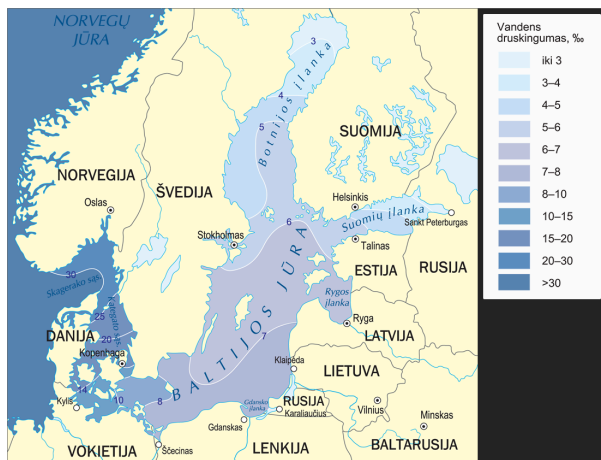 NORVEGŲ
JŪRA
Vandens
druskingumas, ‰
iki 3
3–4
4–5
5–6
6–7
7–8
8–10
10–15
15–20
20–30
>30
3
4
5
Botnijos įlanka
SUOMIJA
NORVEGIJA
Oslas
ŠVEDIJA
Helsinkis
Suomių įlanka
Sankt Peterburgas
Stokholmas
6
Talinas
ESTIJA
RUSIJA
30
Skagerako sąs.
Kategato sąs.
25
20
DANIJA
Kopenhaga
BALTIJOS JŪRA
Rygos
įlanka
Ryga
LATVIJA
7
Klaipėda
LIETUVA
14
10
8
Kylis
Gdansko
įlanka
RUSIJA
Karaliaučius
Vilnius
Minskas
Gdanskas
Ščecinas
VOKIETIJA
LENKIJA
BALTARUSIJA